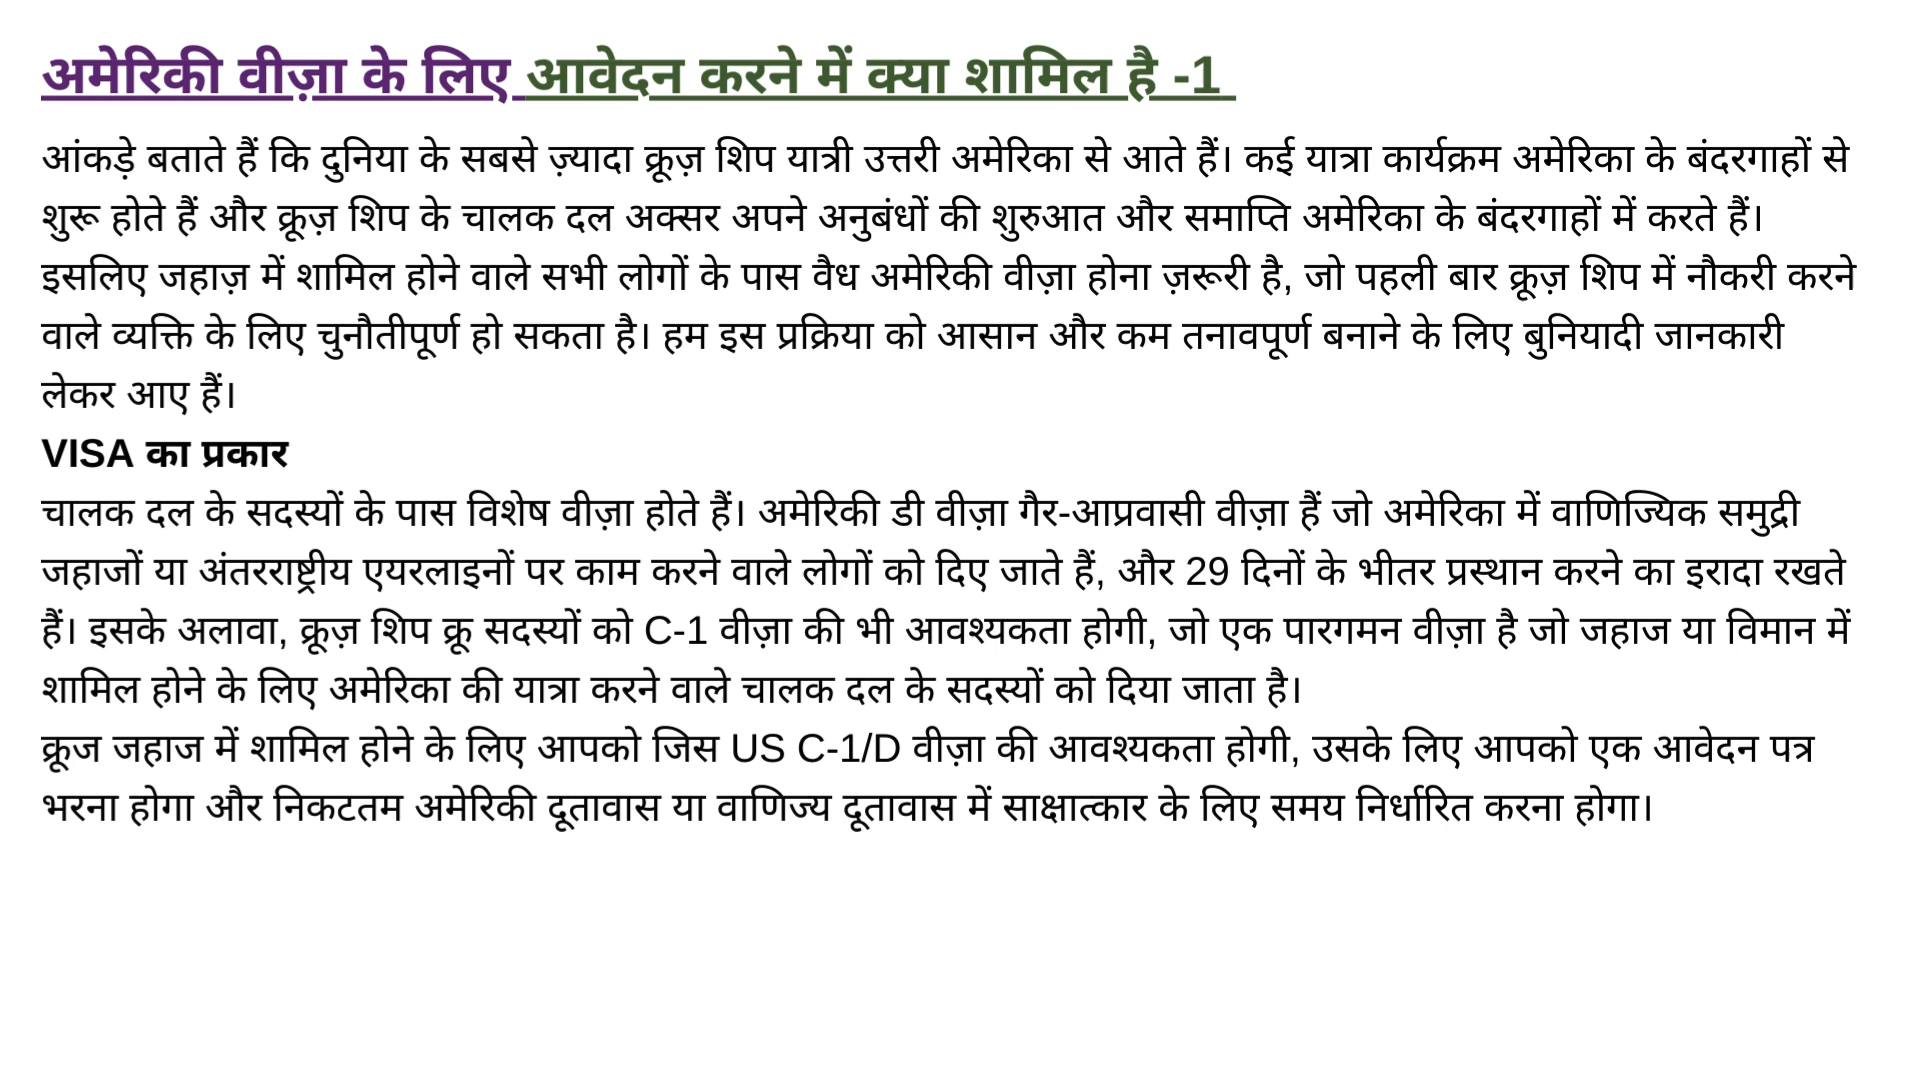 अमेरिकी वीज़ा के लिए आवेदन करने में क्या शामिल है -1
आंकड़े बताते हैं कि दुनिया के सबसे ज़्यादा क्रूज़ शिप यात्री उत्तरी अमेरिका से आते हैं। कई यात्रा कार्यक्रम अमेरिका के बंदरगाहों से
शुरू होते हैं और क्रूज़ शिप के चालक दल अक्सर अपने अनुबंधों की शुरुआत और समाप्ति अमेरिका के बंदरगाहों में करते हैं।
इसलिए जहाज़ में शामिल होने वाले सभी लोगों के पास वैध अमेरिकी वीज़ा होना ज़रूरी है, जो पहली बार क्रूज़ शिप में नौकरी करने
वाले व्यक्ति के लिए चुनौतीपूर्ण हो सकता है। हम इस प्रक्रिया को आसान और कम तनावपूर्ण बनाने के लिए बुनियादी जानकारी
लेकर आए हैं।
VISA का प्रकार
चालक दल के सदस्यों के पास विशेष वीज़ा होते हैं। अमेरिकी डी वीज़ा गैर-आप्रवासी वीज़ा हैं जो अमेरिका में वाणिज्यिक समुद्री
जहाजों या अंतरराष्ट्रीय एयरलाइनों पर काम करने वाले लोगों को दिए जाते हैं, और 29 दिनों के भीतर प्रस्थान करने का इरादा रखते
हैं। इसके अलावा, क्रूज़ शिप क्रू सदस्यों को C-1 वीज़ा की भी आवश्यकता होगी, जो एक पारगमन वीज़ा है जो जहाज या विमान में
शामिल होने के लिए अमेरिका की यात्रा करने वाले चालक दल के सदस्यों को दिया जाता है।
क्रूज जहाज में शामिल होने के लिए आपको जिस US C-1/D वीज़ा की आवश्यकता होगी, उसके लिए आपको एक आवेदन पत्र
भरना होगा और निकटतम अमेरिकी दूतावास या वाणिज्य दूतावास में साक्षात्कार के लिए समय निर्धारित करना होगा।